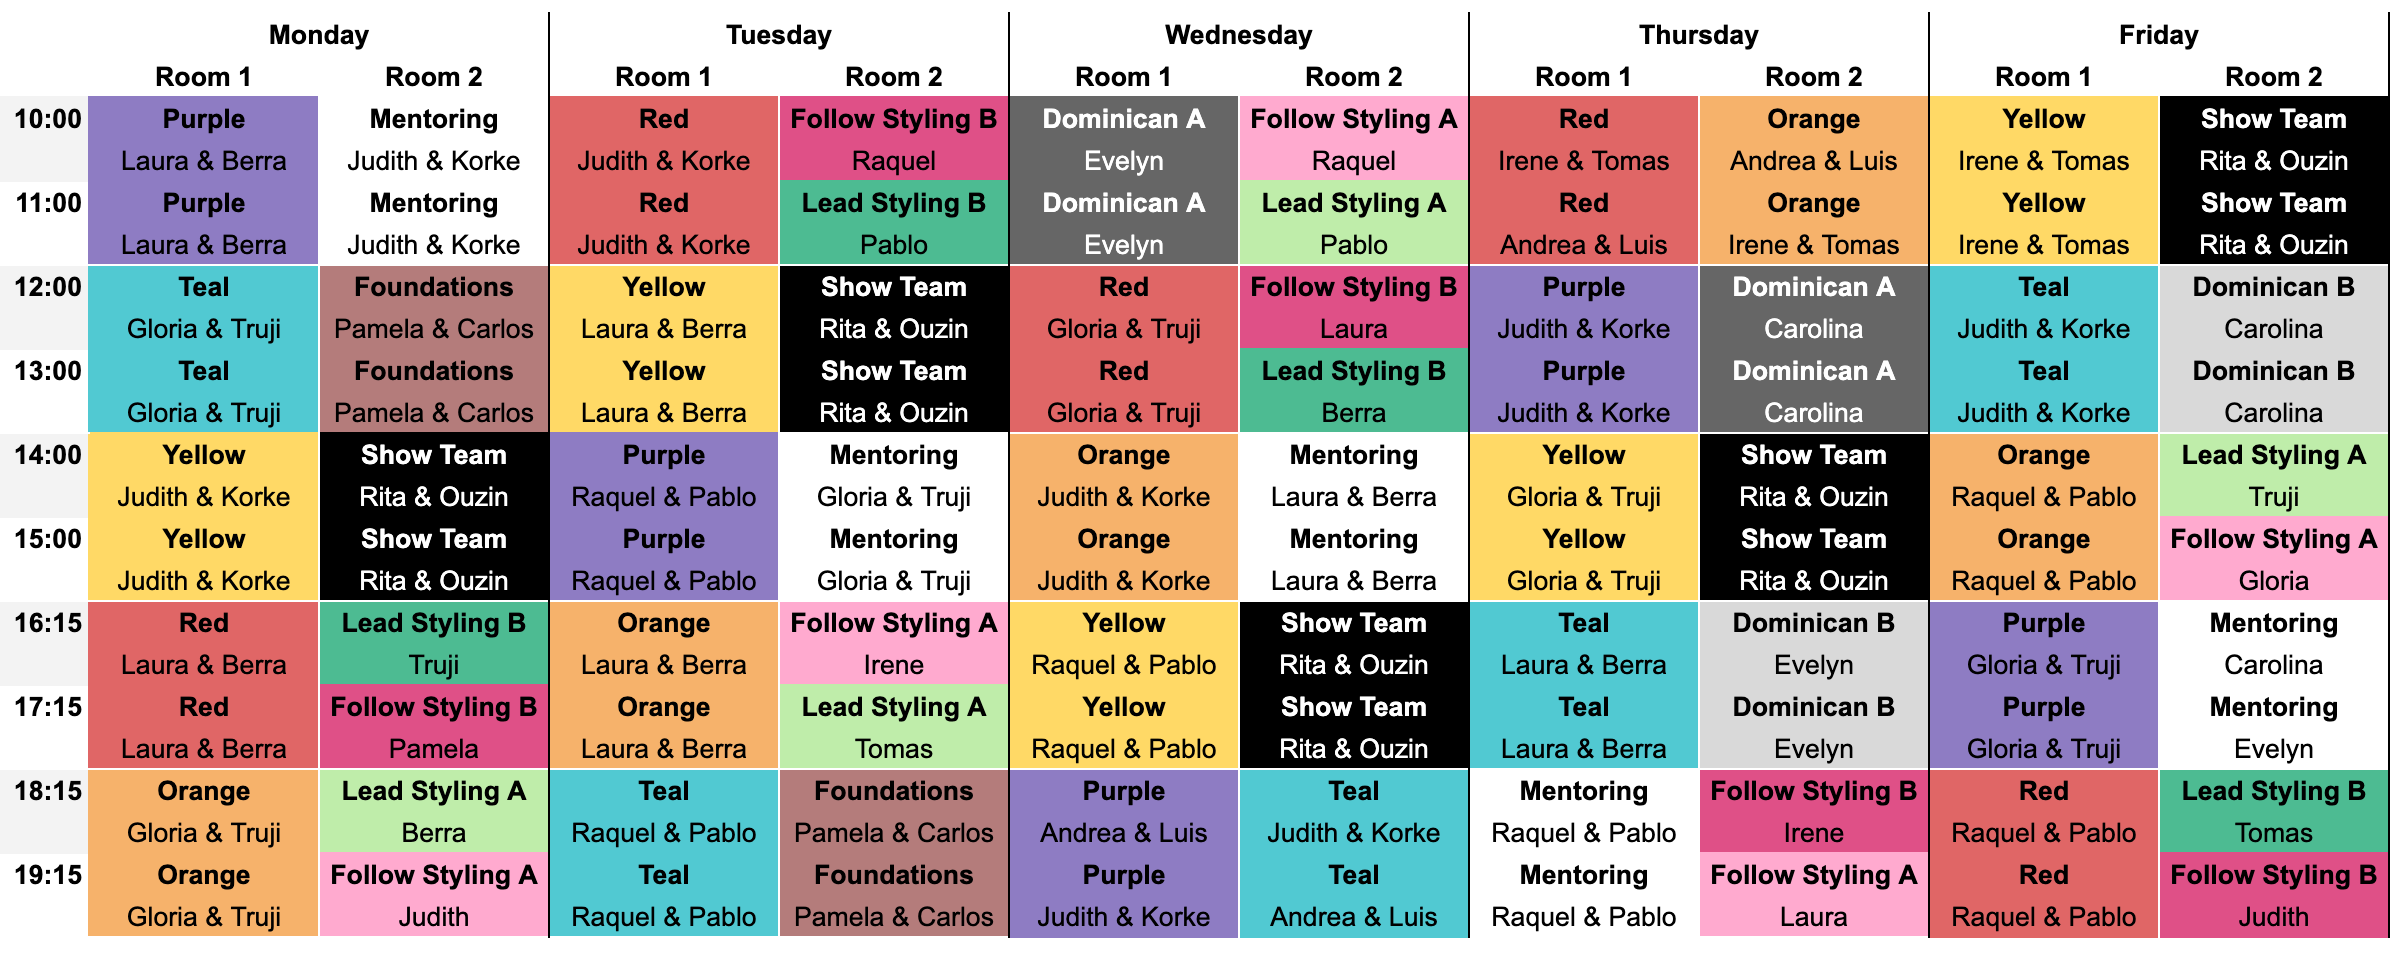 Monday Tuesday Wednesday Thursday Friday
Room 1 Room 2 Room 1 Room 2 Room 1 Room 2 Room 1 Room 2 Room 1 Room 2
10:00 Purple Mentoring Red Follow Styling B Dominican A Follow Styling A Red Orange Yellow Show Team
Laura & Berra Judith & Korke Judith & Korke Raquel Evelyn Raquel Irene & Tomas Andrea & Luis Irene & Tomas Rita & Ouzin
11:00 Purple Mentoring Red Lead Styling B Dominican A Lead Styling A Red Orange Yellow Show Team
Laura & Berra Judith & Korke Judith & Korke Pablo Evelyn Pablo Andrea & Luis Irene & Tomas Irene & Tomas Rita & Ouzin
12:00 Teal Foundations Yellow Show Team Red Follow Styling B Purple Dominican A Teal Dominican B
Gloria & Truji Pamela & Carlos Laura & Berra Rita & Ouzin Gloria & Truji Laura Judith & Korke Carolina Judith & Korke Carolina
13:00 Teal Foundations Yellow Show Team Red Lead Styling B Purple Dominican A Teal Dominican B
Gloria & Truji Pamela & Carlos Laura & Berra Rita & Ouzin Gloria & Truji Berra Judith & Korke Carolina Judith & Korke Carolina
14:00 Yellow Show Team Purple Mentoring Orange Mentoring Yellow Show Team Orange Lead Styling A
Judith & Korke Rita & Ouzin Raquel & Pablo Gloria & Truji Judith & Korke Laura & Berra Gloria & Truji Rita & Ouzin Raquel & Pablo Truji
15:00 Yellow Show Team Purple Mentoring Orange Mentoring Yellow Show Team Orange Follow Styling A
Judith & Korke Rita & Ouzin Raquel & Pablo Gloria & Truji Judith & Korke Laura & Berra Gloria & Truji Rita & Ouzin Raquel & Pablo Gloria
16:15 Red Lead Styling B Orange Follow Styling A Yellow Show Team Teal Dominican B Purple Mentoring
Laura & Berra Truji Laura & Berra Irene Raquel & Pablo Rita & Ouzin Laura & Berra Evelyn Gloria & Truji Carolina
17:15 Red Follow Styling B Orange Lead Styling A Yellow Show Team Teal Dominican B Purple Mentoring
Laura & Berra Pamela Laura & Berra Tomas Raquel & Pablo Rita & Ouzin Laura & Berra Evelyn Gloria & Truji Evelyn
18:15 Orange Lead Styling A Teal Foundations Purple Teal Mentoring Follow Styling B Red Lead Styling B
Gloria & Truji Berra Raquel & Pablo Pamela & Carlos Andrea & Luis Judith & Korke Raquel & Pablo Irene Raquel & Pablo Tomas
19:15 Orange Follow Styling A Teal Foundations Purple Teal Mentoring Follow Styling A Red Follow Styling B
Gloria & Truji Judith Raquel & Pablo Pamela & Carlos Judith & Korke Andrea & Luis Raquel & Pablo Laura Raquel & Pablo Judith